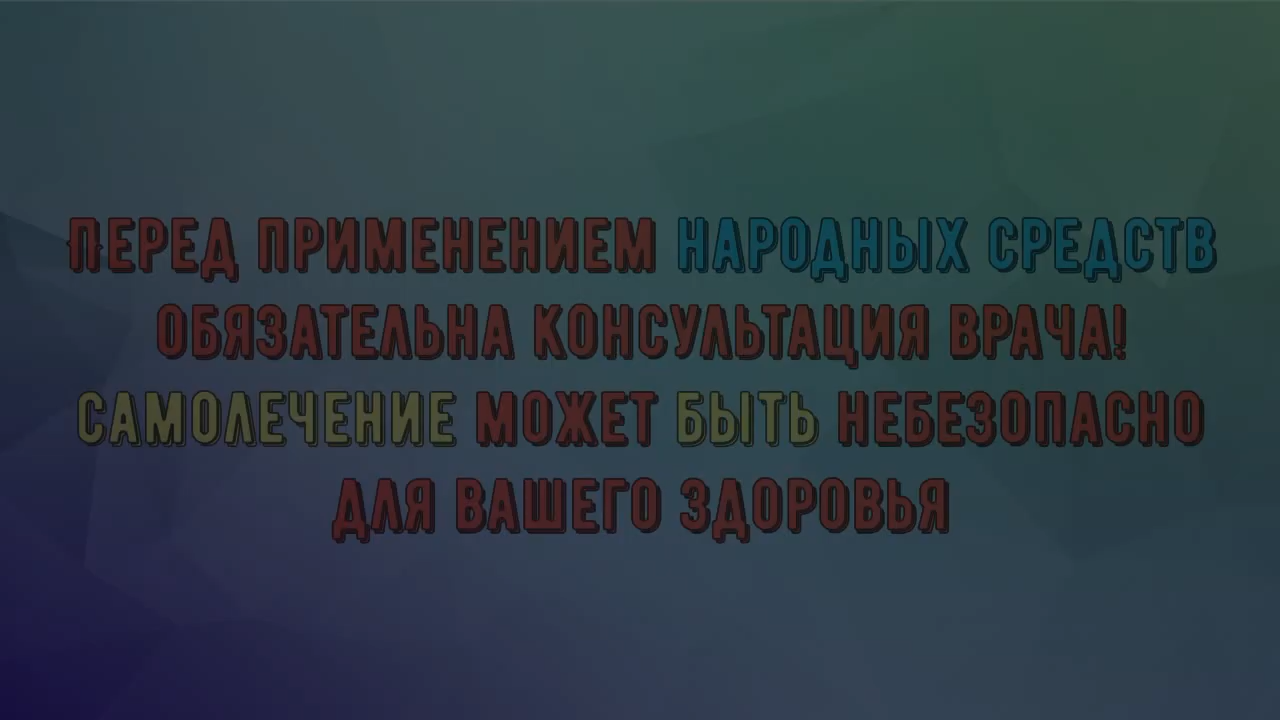 ПЕРЕД ПРИМЕНЕНИЕМ НАРОДНЫХ СРЕДСТВ
ОБЯЗАТЕЛЬНА КОНСУЛЬТАЦИЯ ВРАЧА!
САМОЛЕЧЕНИЕ МОЖЕТ БЫТЬ НЕБЕЗОПАСНО
ДЛЯ ВАШЕГО ЗДОРОВЬЯ